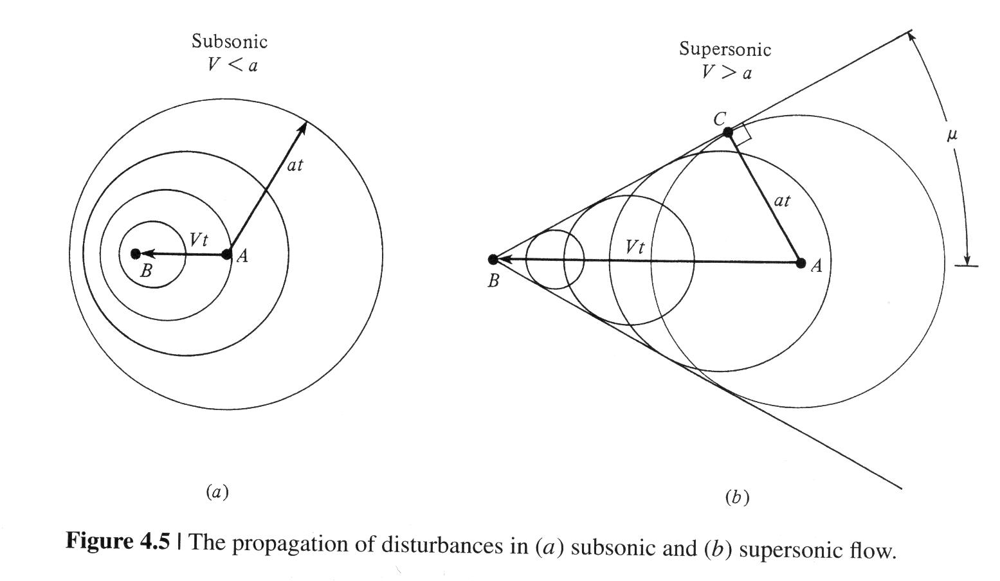 Subsonic
V < a
at
Vt
A
B
(a)
Supersonic
V > a
C
μ
at
Vt
A
B
(b)
Figure 4.5 | The propagation of disturbances in (a) subsonic and (b) supersonic flow.